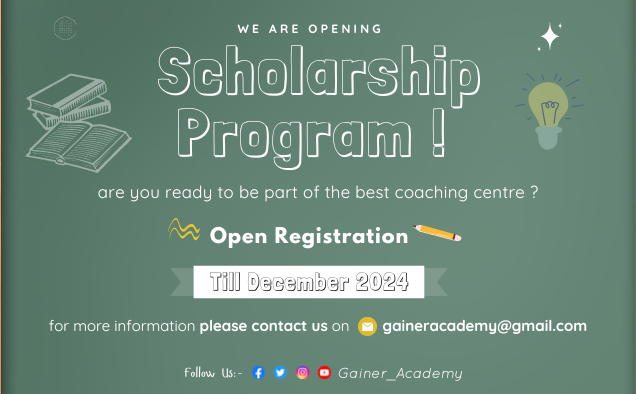 WE ARE OPENING
Scholarship
Program !
are you ready to be part of the best coaching centre ?
Open Registration
Till December 2024
for more information please contact us on gaineracademy@gmail.com
Follow Us:- Gainer_Academy